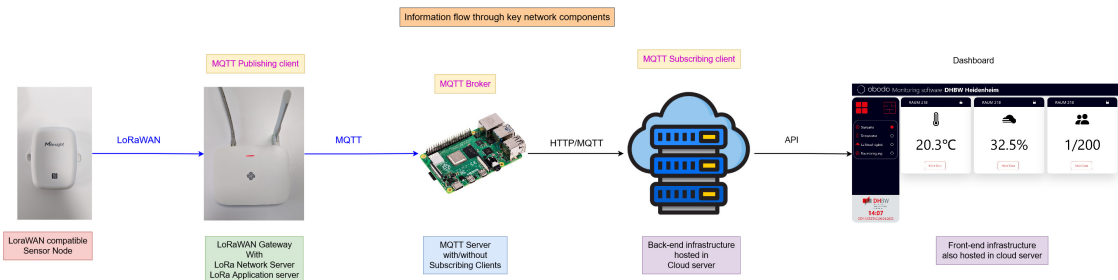 Information flow through key network components
MQTT Publishing client
MQTT Broker
MQTT Subscribing client
Dashboard
obodo Monitoring software DHBW Heidenheim
RAUM 218
RAUM 218
RAUM 218
20.3°C
32.5%
1/200
Milesight
LoRaWAN
MQTT
HTTP/MQTT
API
DHBW
14:07
LoraWAN compatible
Sensor Node
LoRaWAN Gateway
With
LoRa Network Server
LoRa Application server
MQTT Server
with/without
Subscribing Clients
Back-end infrastructure
hosted in
Cloud server
Front-end infrastructure
also hosted in cloud server